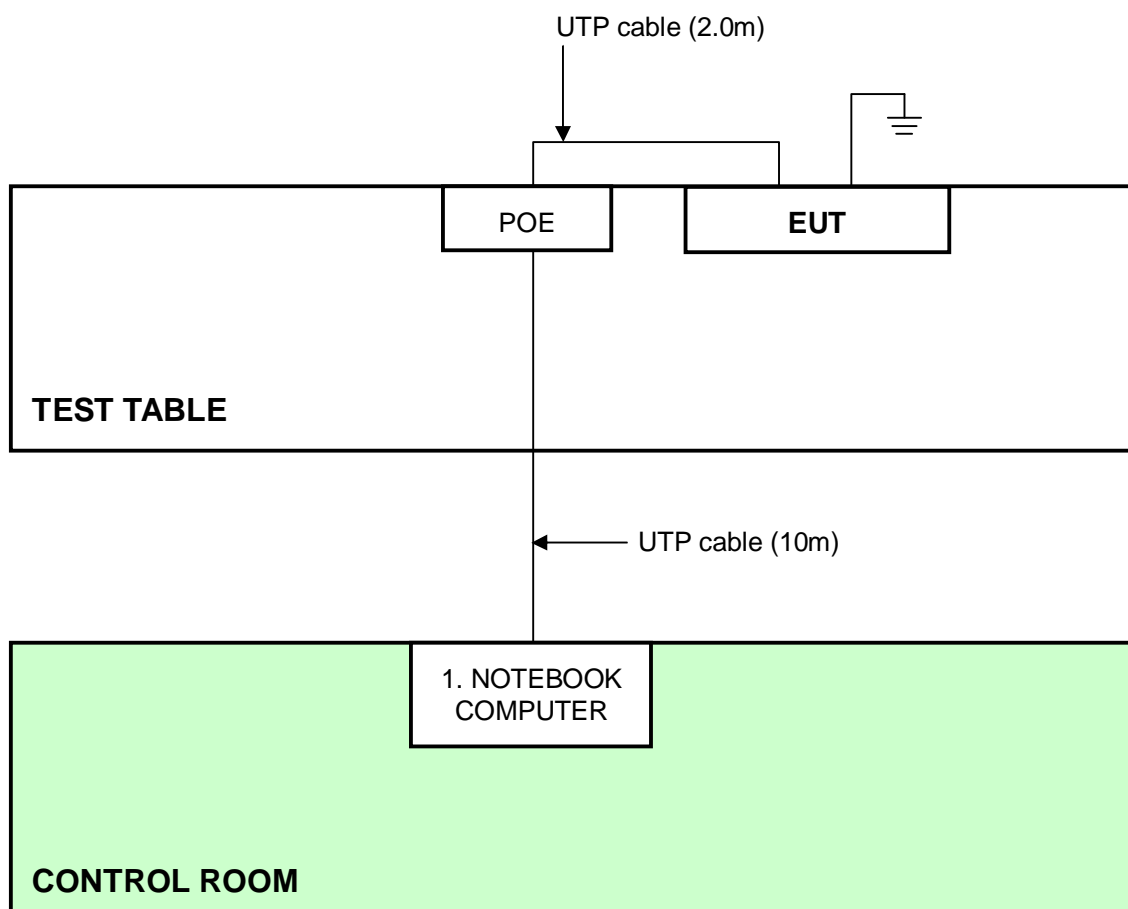 UTP cable (2.0m)
POE
EUT
TEST TABLE
UTP cable (10m)
1. NOTEBOOK
COMPUTER
CONTROL ROOM